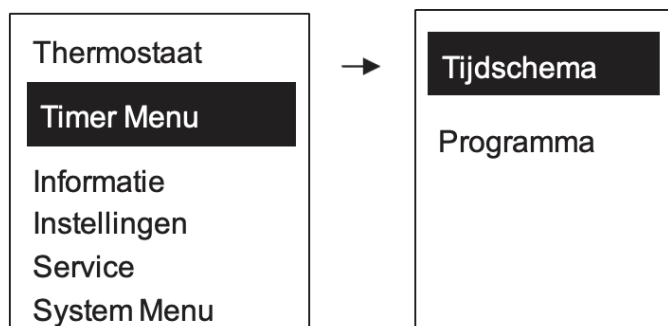 Thermostaat
Timer Menu
Informatie
Instellingen
Service
System Menu
Tijdschema
Programma